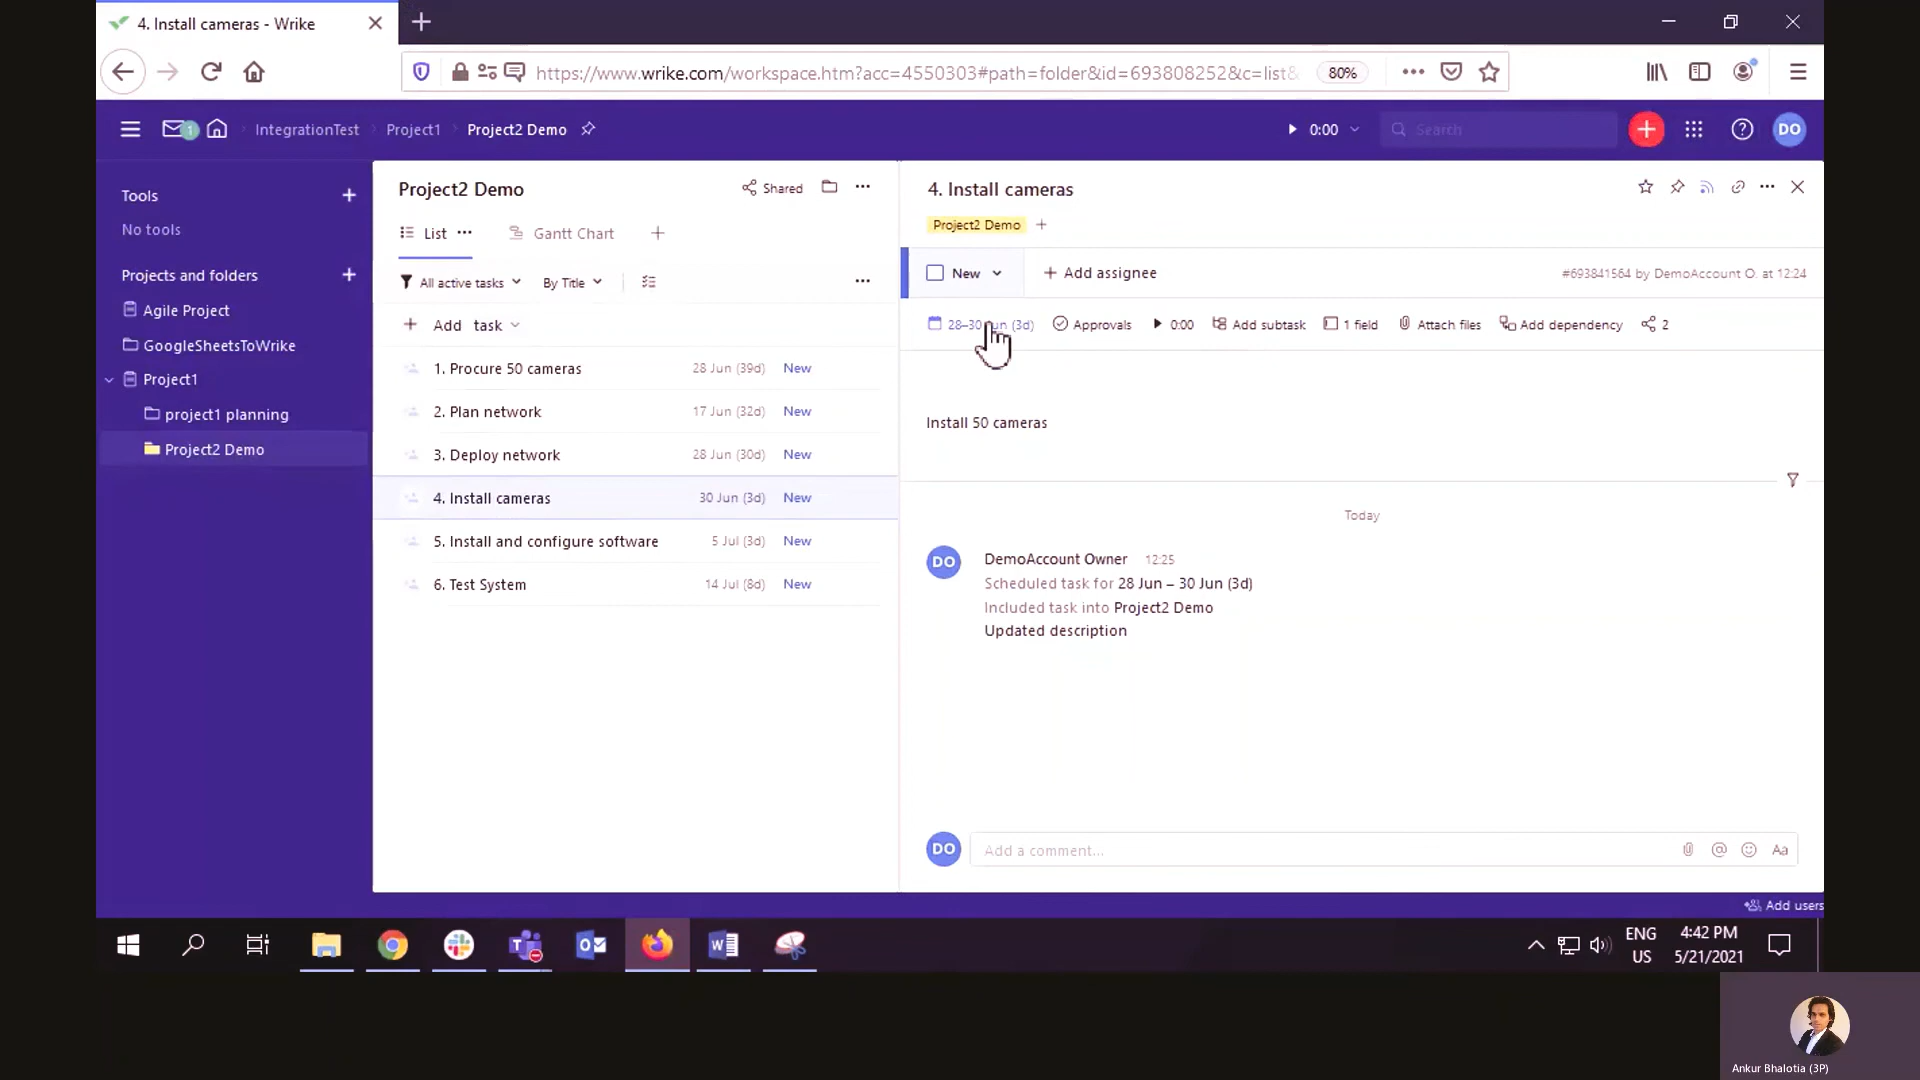 4. Install cameras - Wrike
https://www.wrike.com/workspace.htm?acc=4550303#path=folder&id=693808252&c=list&
80%
1
IntegrationTest
Project1
Project2 Demo
0:00
Search
DO
Tools
No tools
Projects and folders
Agile Project
GoogleSheetsToWrike
Project1
project1 planning
Project2 Demo
Project2 Demo
Shared
List
Gantt Chart
All active tasks
By Title
Add task
1. Procure 50 cameras 28 Jun (39d) New
2. Plan network 17 Jun (32d) New
3. Deploy network 28 Jun (30d) New
4. Install cameras 30 Jun (3d) New
5. Install and configure software 5 Jul (3d) New
6. Test System 14 Jul (8d) New
4. Install cameras
Project2 Demo
New
Add assignee
#693841564 by DemoAccount O. at 12:24
28–30 Jun (3d)
Approvals
0:00
Add subtask
1 field
Attach files
Add dependency
2
Install 50 cameras
Today
DO
DemoAccount Owner 12:25
Scheduled task for 28 Jun – 30 Jun (3d)
Included task into Project2 Demo
Updated description
DO
Add a comment...
Aa
Add users
ENG
US
4:42 PM
5/21/2021
Ankur Bhalotia (3P)